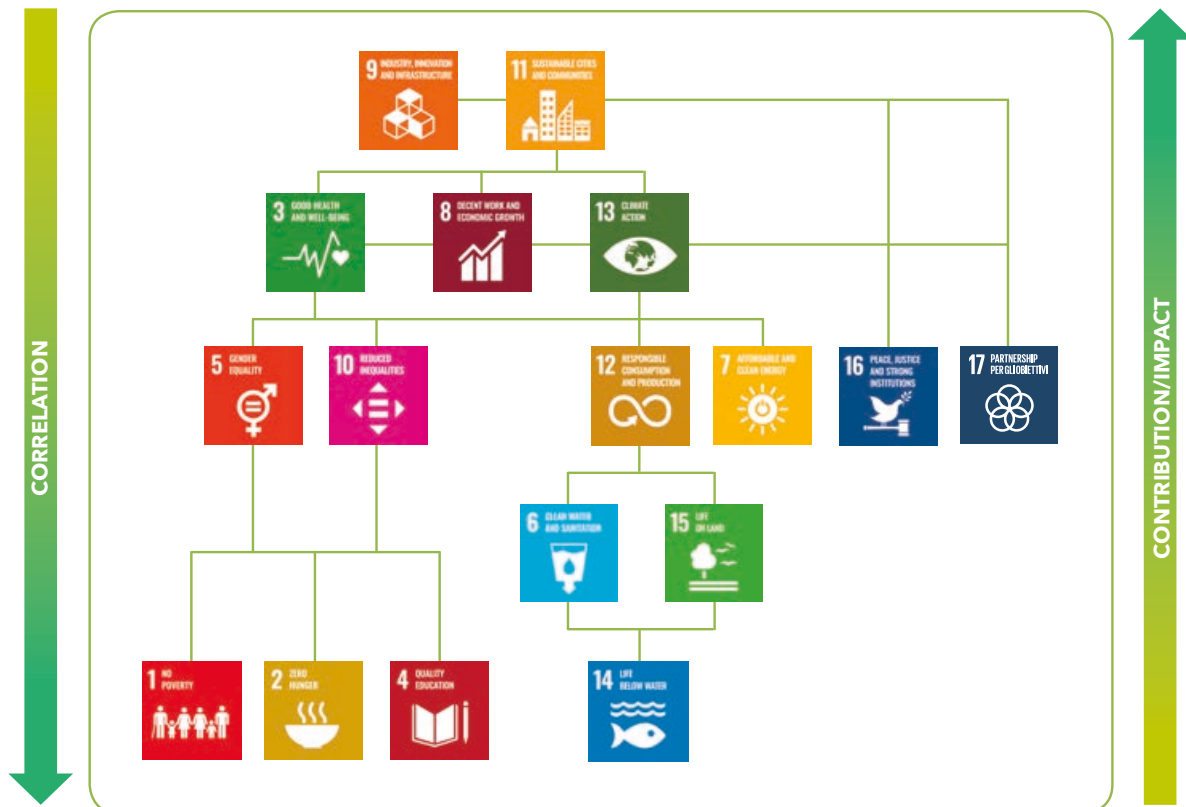 CORRELATION
9 INDUSTRY, INNOVATION
AND INFRASTRUCTURE
11 SUSTAINABLE CITIES
AND COMMUNITIES
3 GOOD HEALTH
AND WELL-BEING
8 DECENT WORK AND
ECONOMIC GROWTH
13 CLIMATE
ACTION
5 GENDER
EQUALITY
10 REDUCED
INEQUALITIES
12 RESPONSIBLE
CONSUMPTION
AND PRODUCTION
7 AFFORDABLE AND
CLEAN ENERGY
16 PEACE, JUSTICE
AND STRONG
INSTITUTIONS
17 PARTNERSHIP
PER GLI OBIETTIVI
6 CLEAN WATER
AND SANITATION
15 LIFE
ON LAND
1 NO
POVERTY
2 ZERO
HUNGER
4 QUALITY
EDUCATION
14 LIFE
BELOW WATER
CONTRIBUTION/IMPACT